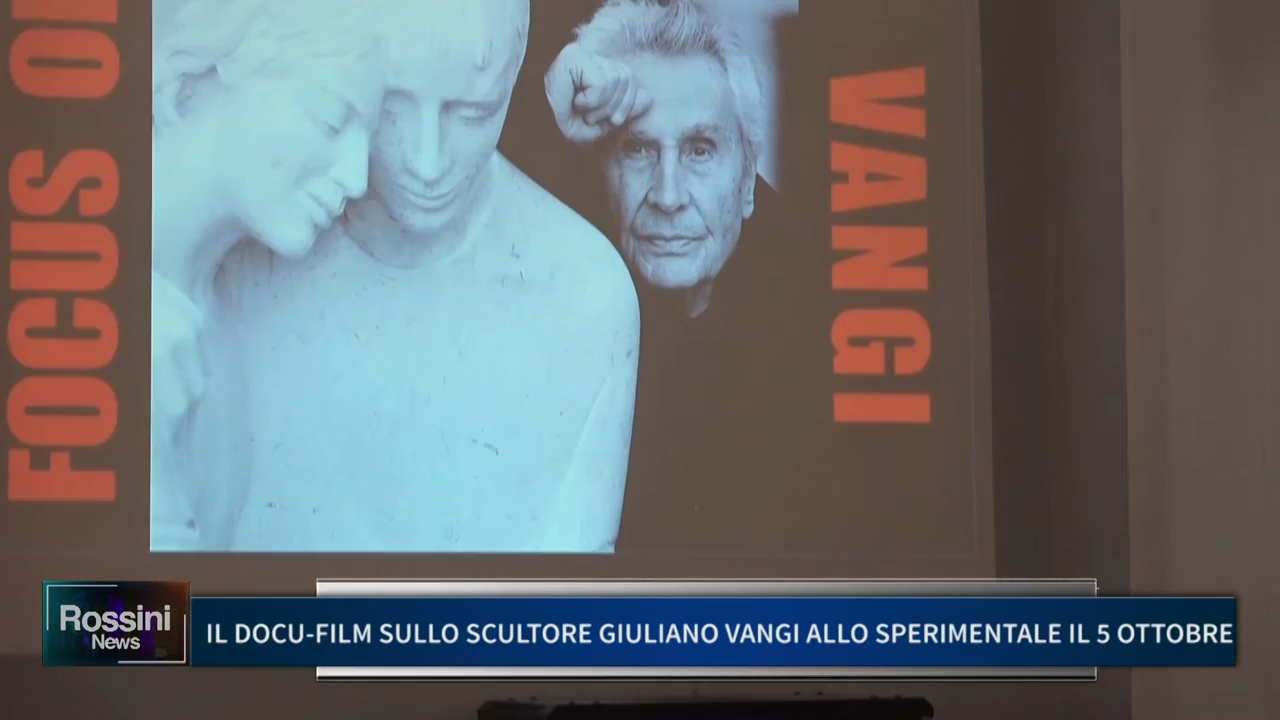 FOCUS O
VANGI
Rossini
News
IL DOCU-FILM SULLO SCULTORE GIULIANO VANGI ALLO SPERIMENTALE IL 5 OTTOBRE